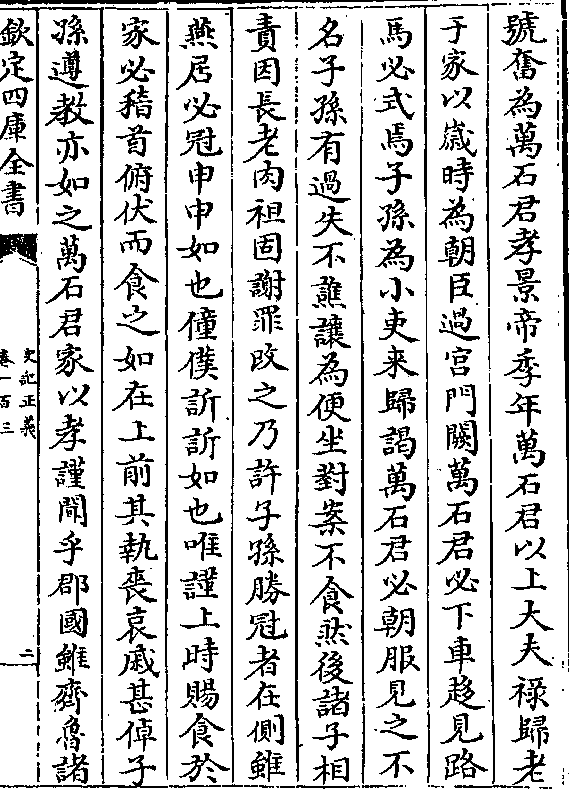 號奮為萬石君孝景帝季年萬石君以上大夫禄歸老
于家以歲時為朝臣過宫門闕萬石君必下車趍見路
馬必式焉子孫為小吏来歸謁萬石君必朝服見之不
名子孫有過失不譙讓為便坐對案不食然後諸子相
責因長老肉袒固謝罪改之乃許子孫勝冠者在側雖
燕居必冠申申如也僮僕訢訢如也唯謹上時賜食於
家必稽首俯伏而食之如在上前其執喪哀戚甚悼子
孫遵教亦如之萬石君家以孝謹聞乎郡國雖齊魯諸
欽定四庫全書
史記正義
卷一百三
二